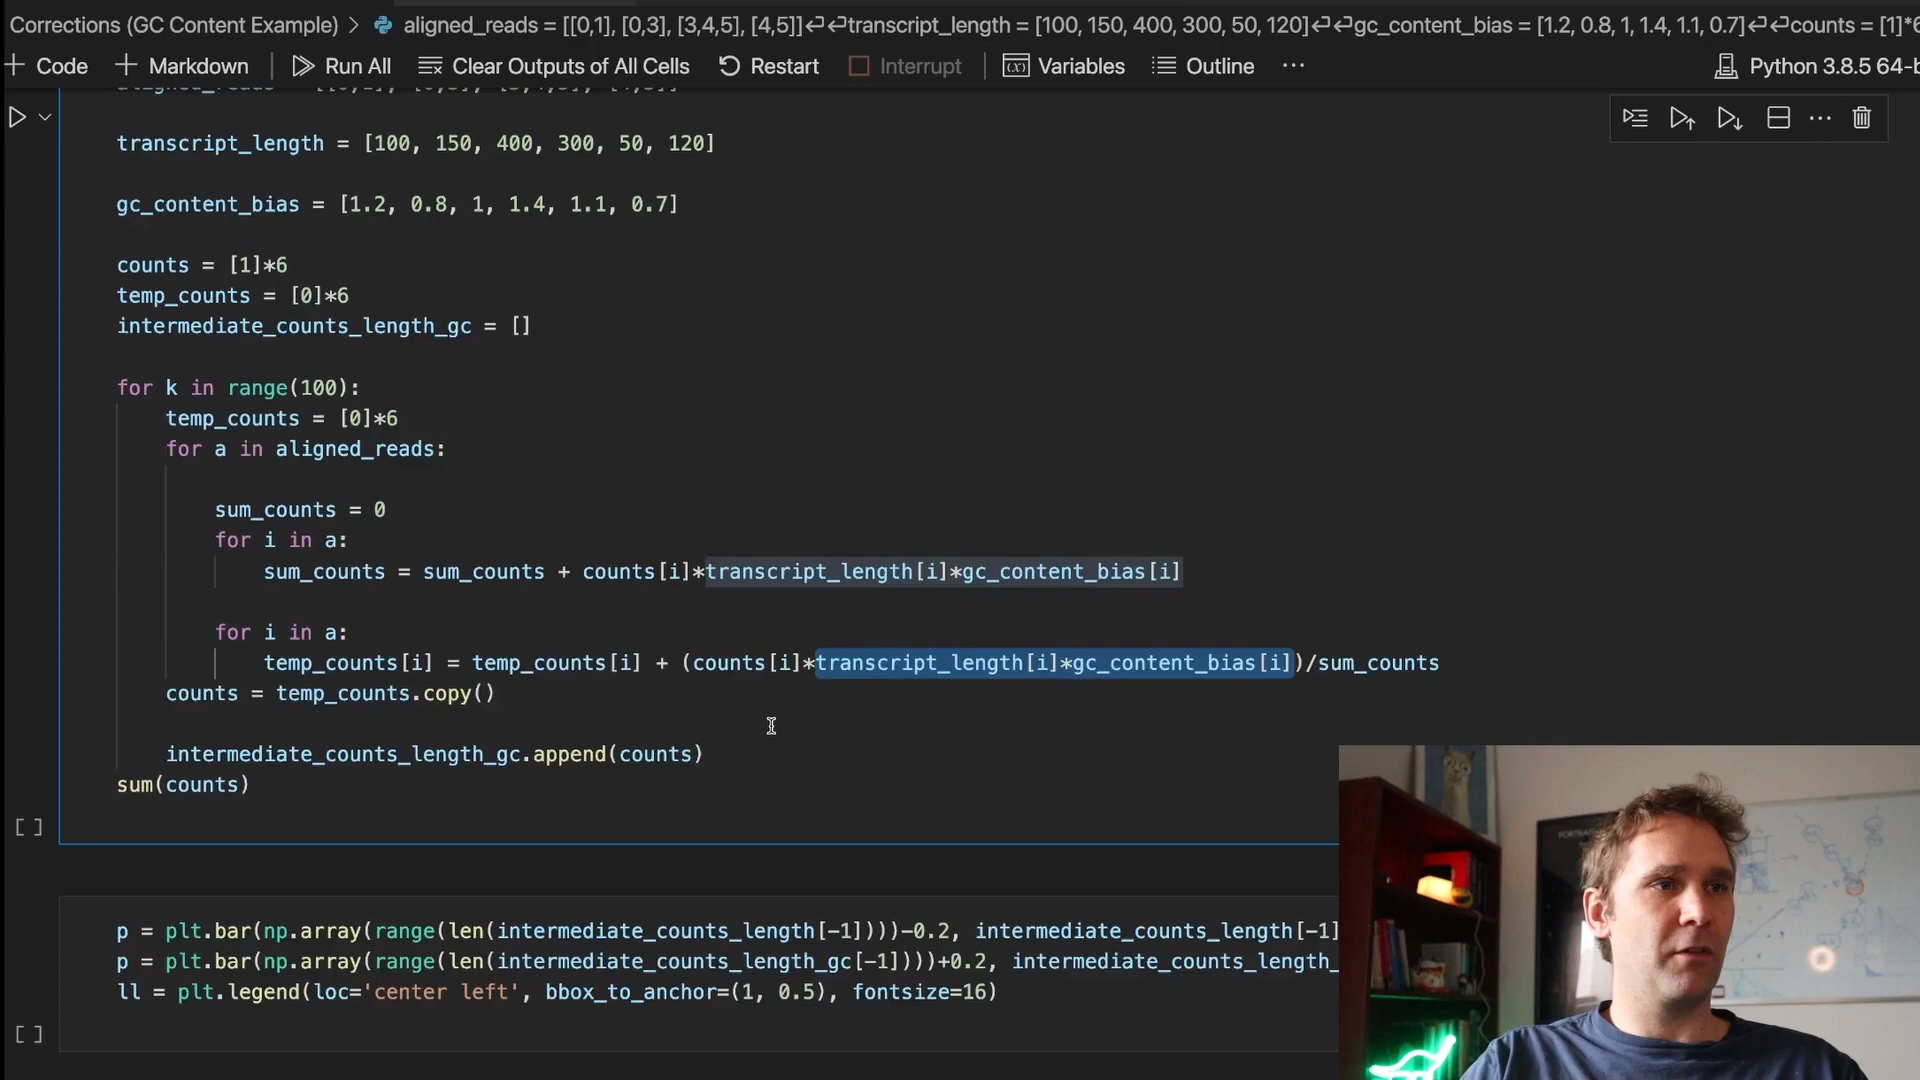 Corrections (GC Content Example) > aligned_reads = [[0,1], [0,3], [3,4,5], [4,5]]↵↵transcript_length = [100, 150, 400, 300, 50, 120]↵↵gc_content_bias = [1.2, 0.8, 1, 1.4, 1.1, 0.7]↵↵counts = [1]*6
+ Code + Markdown Run All Clear Outputs of All Cells Restart Interrupt Variables Outline ··· Python 3.8.5 64-b
transcript_length = [100, 150, 400, 300, 50, 120]
gc_content_bias = [1.2, 0.8, 1, 1.4, 1.1, 0.7]
counts = [1]*6
temp_counts = [0]*6
intermediate_counts_length_gc = []
for k in range(100):
temp_counts = [0]*6
for a in aligned_reads:
sum_counts = 0
for i in a:
sum_counts = sum_counts + counts[i]*transcript_length[i]*gc_content_bias[i]
for i in a:
temp_counts[i] = temp_counts[i] + (counts[i]*transcript_length[i]*gc_content_bias[i])/sum_counts
counts = temp_counts.copy()
intermediate_counts_length_gc.append(counts)
sum(counts)
[ ]
p = plt.bar(np.array(range(len(intermediate_counts_length[-1])))-0.2, intermediate_counts_length[-1]
p = plt.bar(np.array(range(len(intermediate_counts_length_gc[-1])))+0.2, intermediate_counts_length_
ll = plt.legend(loc='center left', bbox_to_anchor=(1, 0.5), fontsize=16)
[ ]